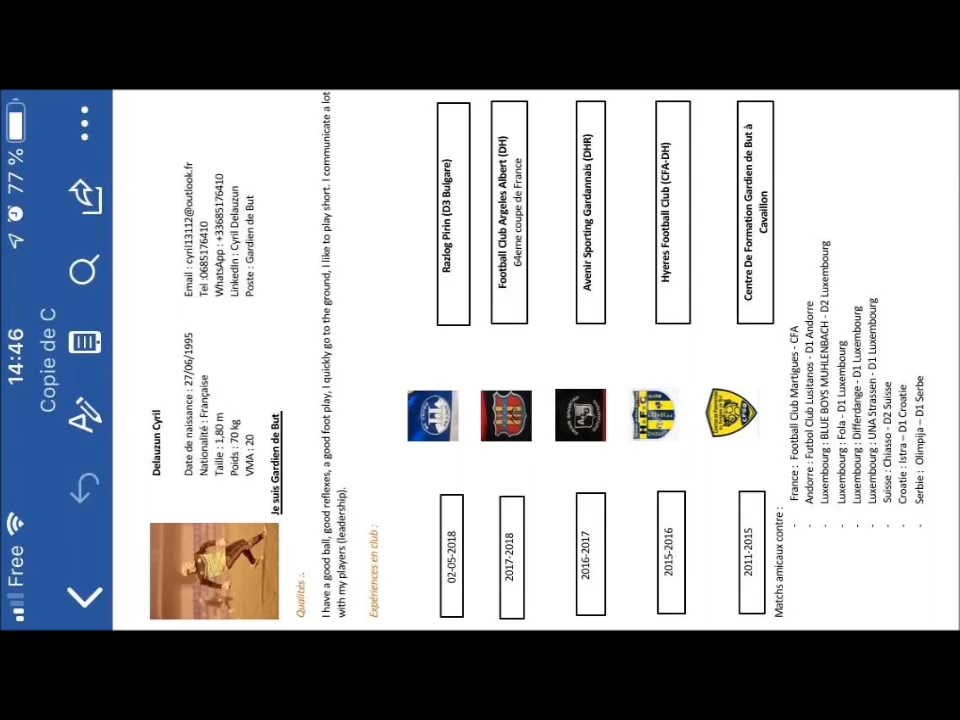 Free
14:46
77 %
Copie de C
Delauzun Cyril
Date de naissance : 27/06/1995
Nationalité : Française
Taille : 1,80 m
Poids : 70 kg
VMA : 20
Email : cyril13112@outlook.fr
Tel :0685176410
WhatsApp : +33685176410
LinkedIn : Cyril Delauzun
Poste : Gardien de But
Je suis Gardien de But
Qualités :.
I have a good ball, good reflexes, a good foot play, I quickly go to the ground, I like to play short. I communicate a lot
with my players (leadership).
Expériences en club :
02-05-2018
Razlog Pirin (D3 Bulgare)
2017-2018
Football Club Argeles Albert (DH)
64eme coupe de France
2016-2017
Avenir Sporting Gardannais (DHR)
2015-2016
Hyeres Football Club (CFA-DH)
2011-2015
Centre De Formation Gardien de But à
Cavaillon
Matchs amicaux contre :
- France : Football Club Martigues - CFA
- Andorre : Futbol Club Lusitanos - D1 Andorre
- Luxembourg : BLUE BOYS MUHLENBACH - D2 Luxembourg
- Luxembourg : Fola - D1 Luxembourg
- Luxembourg : Differdange - D1 Luxembourg
- Luxembourg : UNA Strassen - D1 Luxembourg
- Suisse : Chiasso - D2 Suisse
- Croatie : Istra – D1 Croatie
- Serbie : Olimpija – D1 Serbe